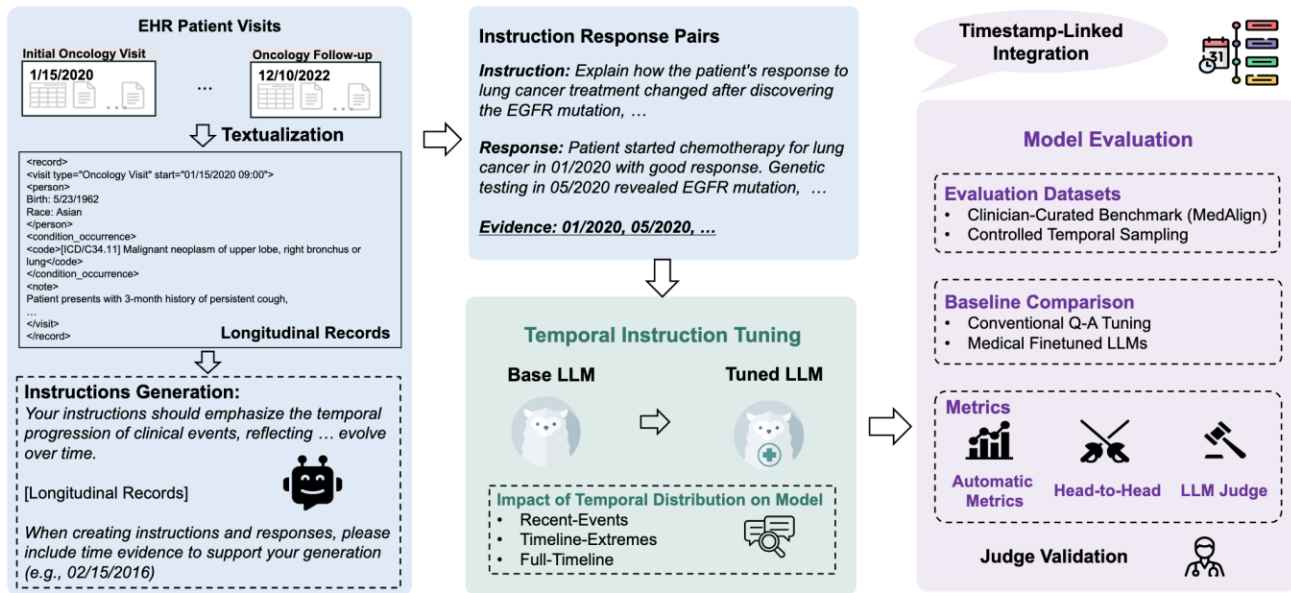 EHR Patient Visits
Initial Oncology Visit
1/15/2020
...
Oncology Follow-up
12/10/2022
Textualization
<record>
<visit type="Oncology Visit" start="01/15/2020 09:00">
<person>
Birth: 5/23/1962
Race: Asian
</person>
<condition_occurrence>
<code>[ICD/C34.11] Malignant neoplasm of upper lobe, right bronchus or
lung</code>
</condition_occurrence>
<note>
Patient presents with 3-month history of persistent cough,
...
</visit>
</record>
Longitudinal Records
Instructions Generation:
Your instructions should emphasize the temporal
progression of clinical events, reflecting … evolve
over time.
[Longitudinal Records]
When creating instructions and responses, please
include time evidence to support your generation
(e.g., 02/15/2016)
Instruction Response Pairs
Instruction: Explain how the patient's response to
lung cancer treatment changed after discovering
the EGFR mutation, …
Response: Patient started chemotherapy for lung
cancer in 01/2020 with good response. Genetic
testing in 05/2020 revealed EGFR mutation, …
Evidence: 01/2020, 05/2020, …
Temporal Instruction Tuning
Base LLM
Tuned LLM
Impact of Temporal Distribution on Model
• Recent-Events
• Timeline-Extremes
• Full-Timeline
Timestamp-Linked
Integration
31
Model Evaluation
Evaluation Datasets
• Clinician-Curated Benchmark (MedAlign)
• Controlled Temporal Sampling
Baseline Comparison
• Conventional Q-A Tuning
• Medical Finetuned LLMs
Metrics
Automatic
Metrics
Head-to-Head
LLM Judge
Judge Validation